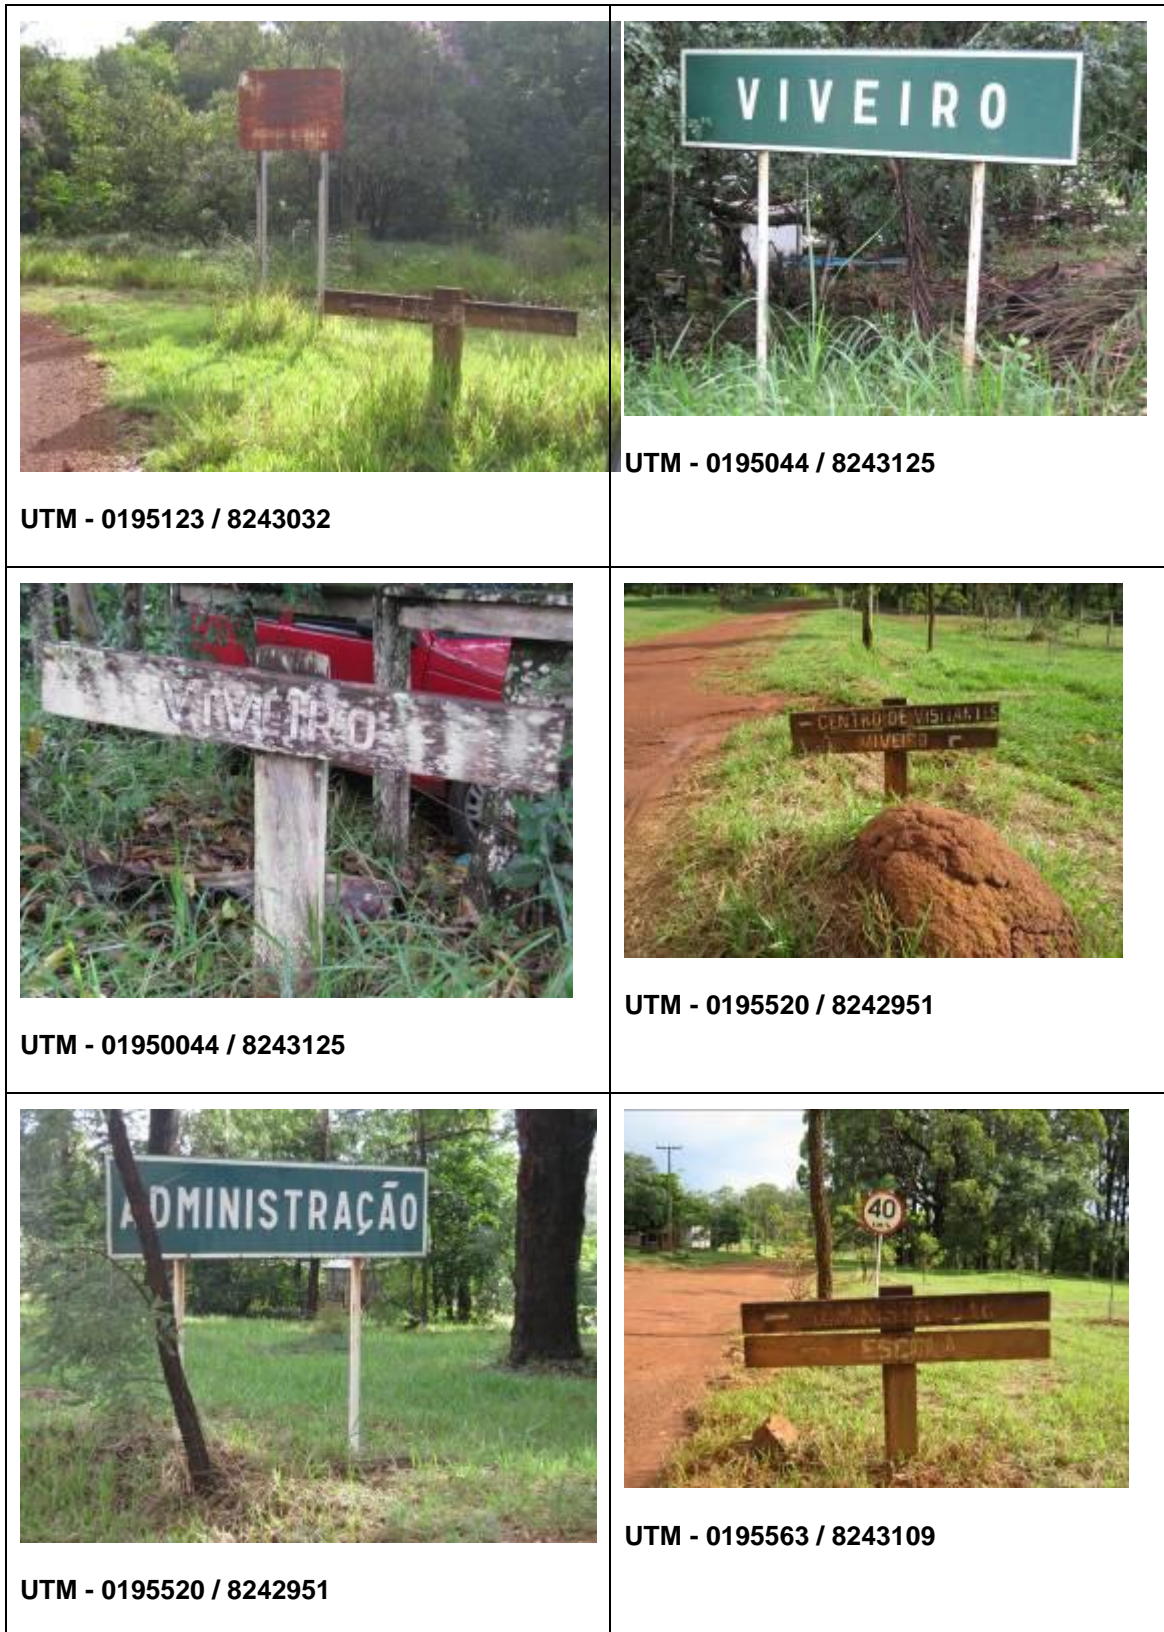 VIVEIRO
UTM - 0195044 / 8243125
UTM - 0195123 / 8243032
VIVEIRO
UTM - 01950044 / 8243125
CENTRO DE VISITANTES
VIVEIRO
UTM - 0195520 / 8242951
ADMINISTRAÇÃO
UTM - 0195520 / 8242951
40
ESCOLA
UTM - 0195563 / 8243109